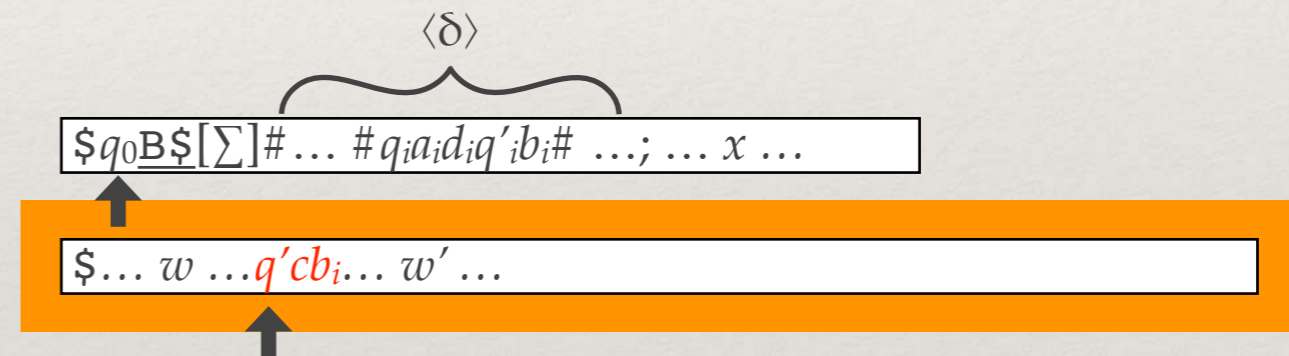 ⟨δ⟩
$q₀B$[∑]#… #qᵢaᵢdᵢq′ᵢbᵢ# …; … x …
$… w …q′cbᵢ… w′ …